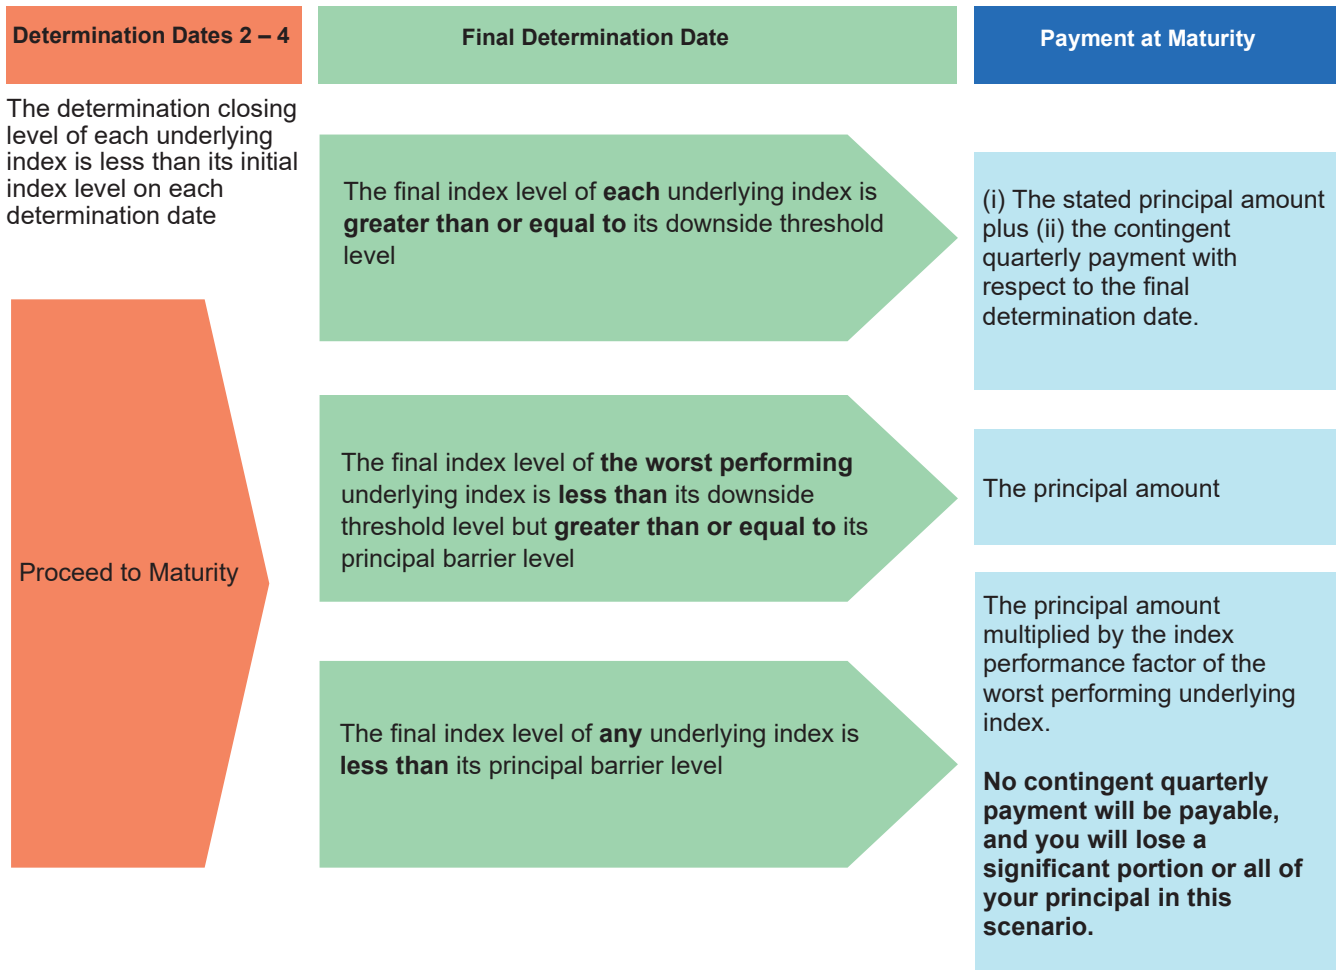 Determination Dates 2 – 4
Final Determination Date
Payment at Maturity
The determination closing
level of each underlying
index is less than its initial
index level on each
determination date
Proceed to Maturity
The final index level of each underlying index is
greater than or equal to its downside threshold
level
(i) The stated principal amount
plus (ii) the contingent
quarterly payment with
respect to the final
determination date.
The final index level of the worst performing
underlying index is less than its downside
threshold level but greater than or equal to its
principal barrier level
The principal amount
The final index level of any underlying index is
less than its principal barrier level
The principal amount
multiplied by the index
performance factor of the
worst performing underlying
index.
No contingent quarterly
payment will be payable,
and you will lose a
significant portion or all of
your principal in this
scenario.